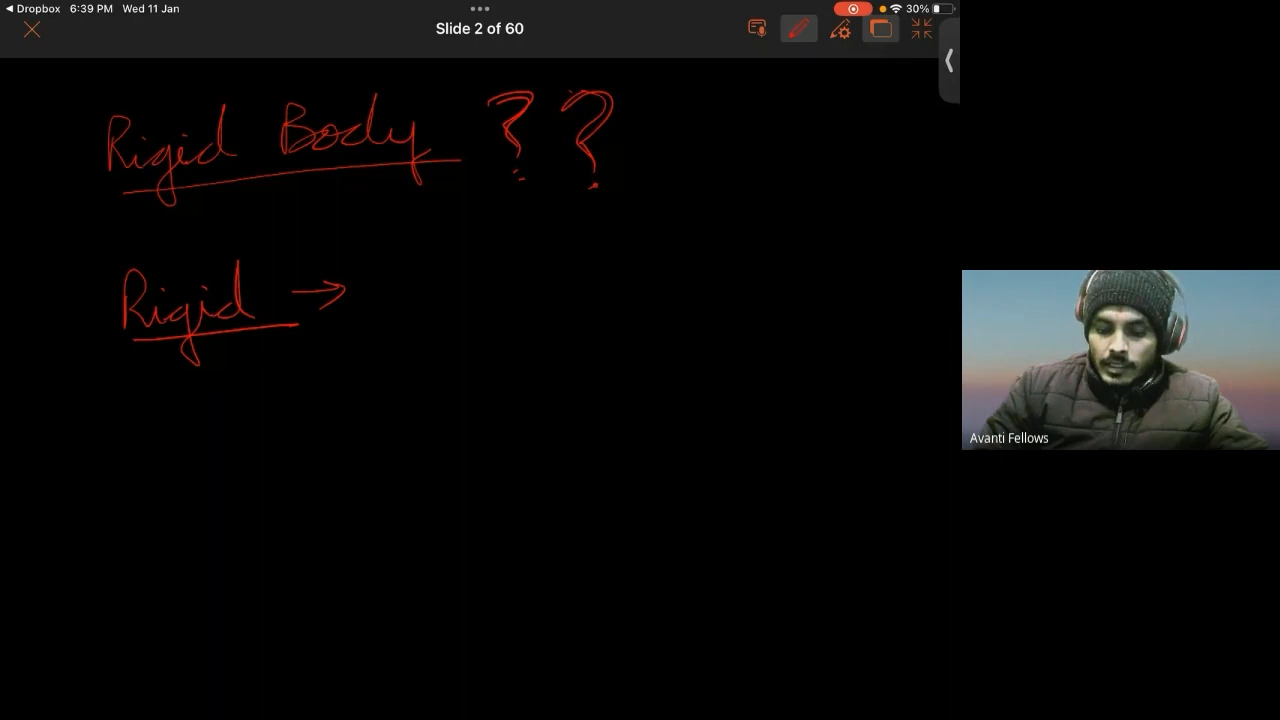 Dropbox 6:39 PM Wed 11 Jan
30%
Slide 2 of 60
Rigid Body ??
Rigid →
Avanti Fellows